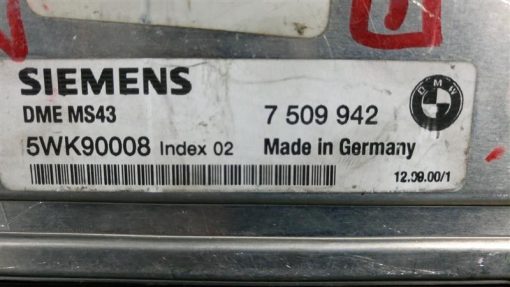 SIEMENS
DME MS43 7 509 942
BMW
5WK90008 Index 02 Made in Germany
12.09.00/1